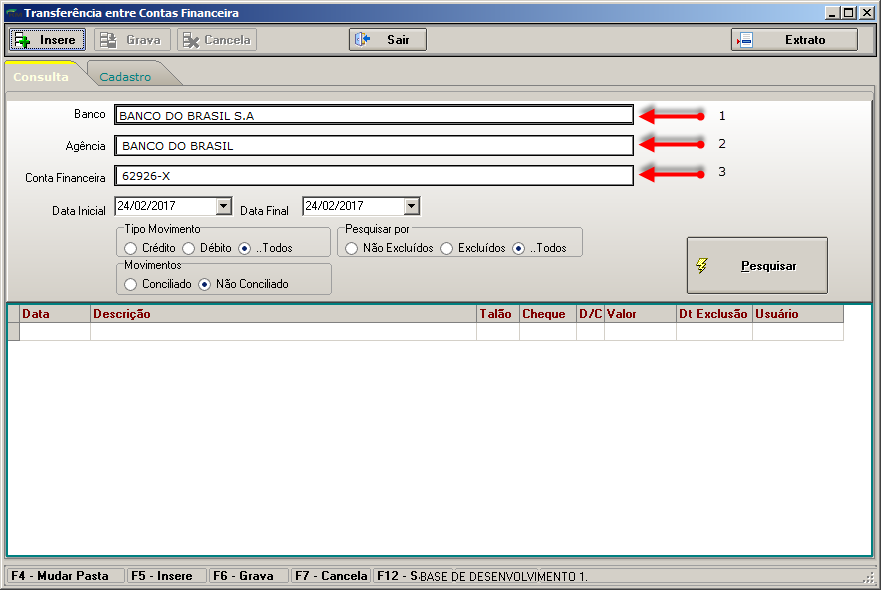 Transferência entre Contas Financeira
Insere Grava Cancela Sair Extrato
Consulta Cadastro
Banco BANCO DO BRASIL S.A 1
Agência BANCO DO BRASIL 2
Conta Financeira 62926-X 3
Data Inicial 24/02/2017 Data Final 24/02/2017
Tipo Movimento Pesquisar por
Crédito Débito ..Todos Não Excluídos Excluídos ..Todos
Pesquisar
Movimentos
Conciliado Não Conciliado
Data Descrição Talão Cheque D/C Valor Dt Exclusão Usuário
F4 - Mudar Pasta F5 - Insere F6 - Grava F7 - Cancela F12 - S BASE DE DESENVOLVIMENTO 1.